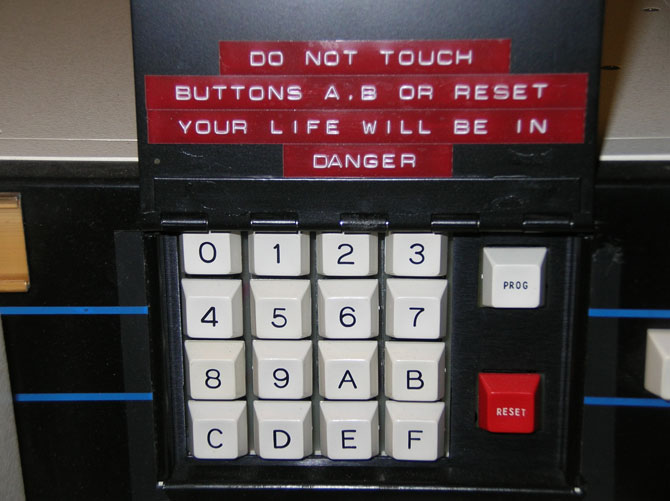 DO NOT TOUCH
BUTTONS A,B OR RESET
YOUR LIFE WILL BE IN
DANGER
0 1 2 3
PROG
4 5 6 7
8 9 A B
RESET
C D E F